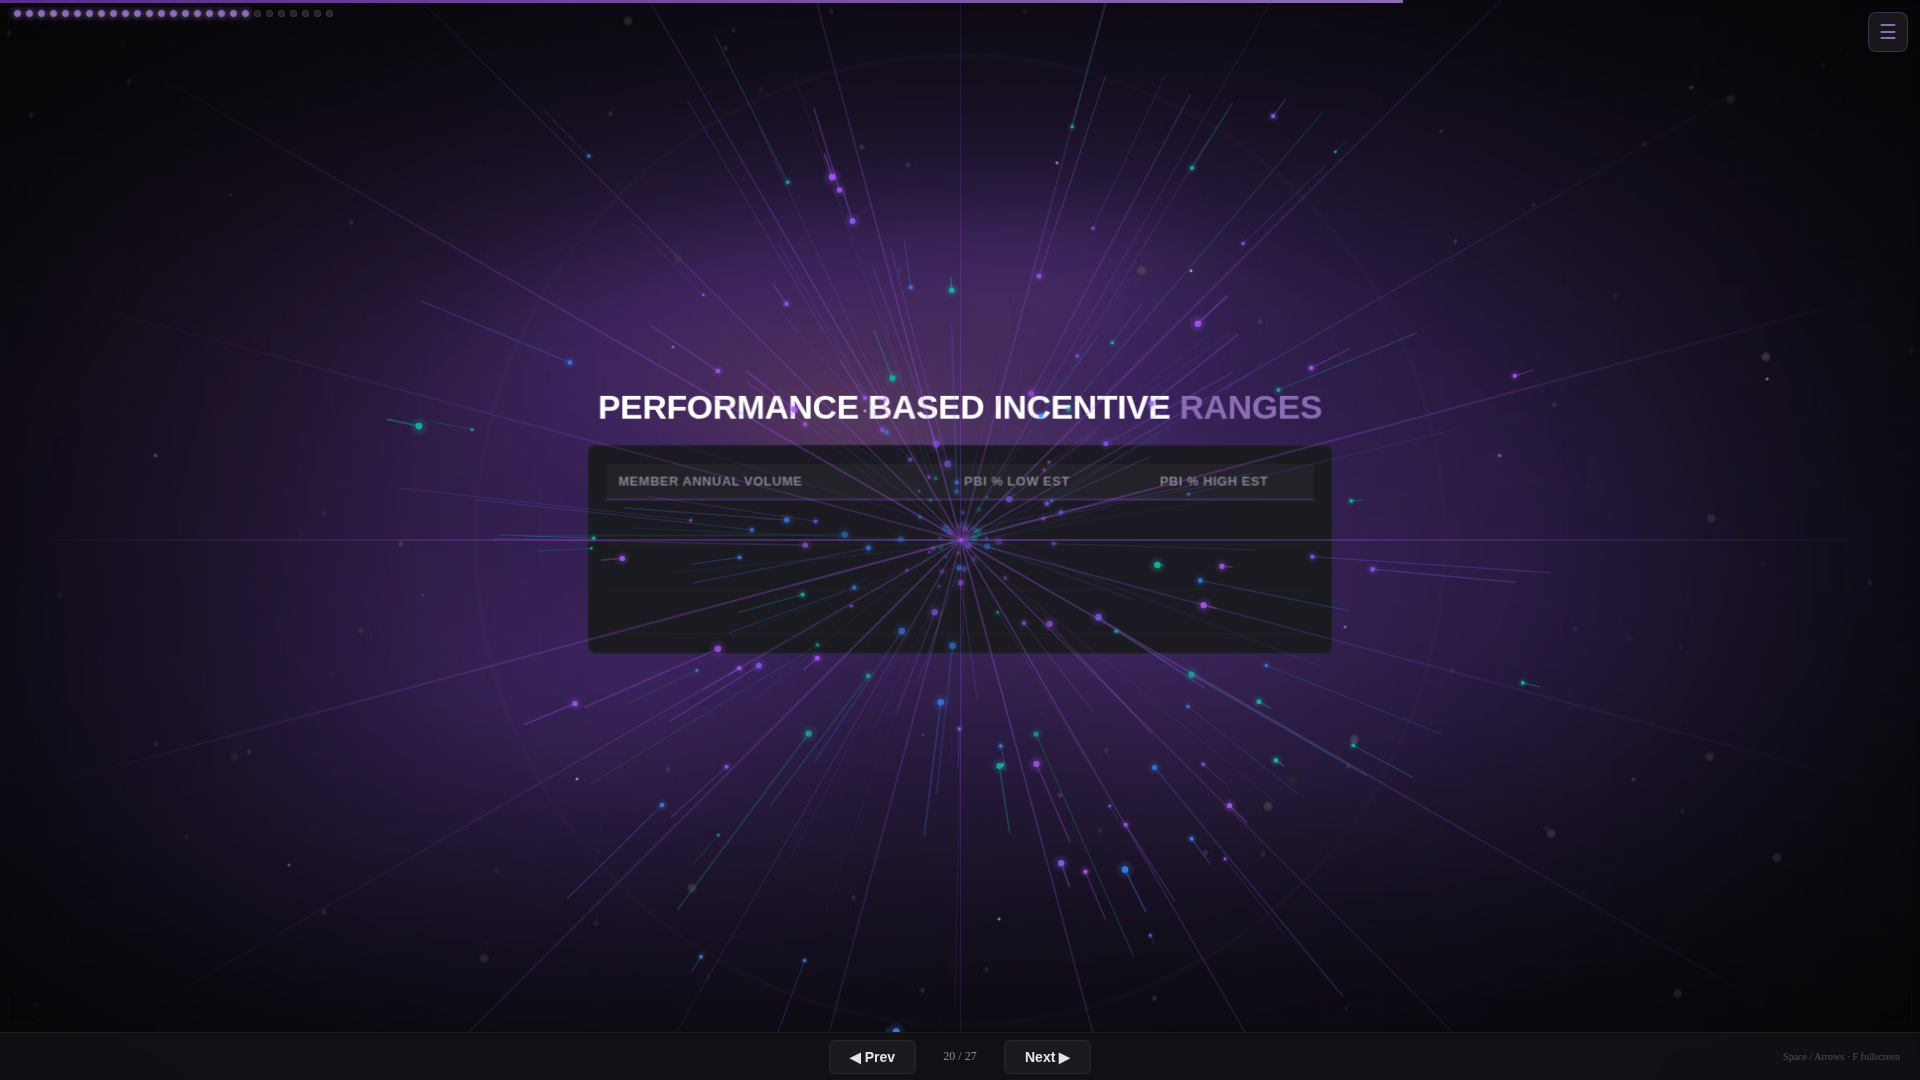 PERFORMANCE BASED INCENTIVE RANGES
MEMBER ANNUAL VOLUME PBI % LOW EST PBI % HIGH EST
◀ Prev 20 / 27 Next ▶ Space / Arrows · F fullscreen